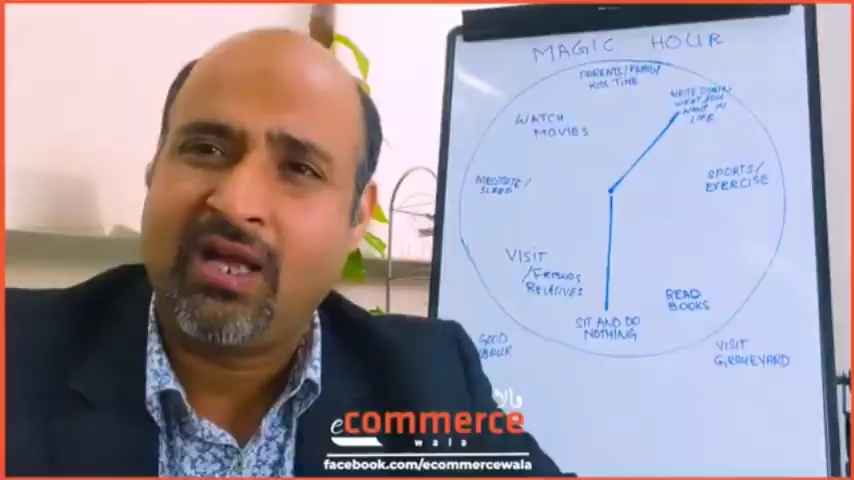 MAGIC HOUR
PARENTS/FAMILY
KIDS TIME
WRITE DOWN
WHAT YOU
WANT IN
LIFE
WATCH
MOVIES
MEDITATE/
SLEEP
SPORTS/
EXERCISE
VISIT
/FRIENDS
RELATIVES
READ
BOOKS
SIT AND DO
NOTHING
GOOD
VISIT
GRAVEYARD
والا
ecommerce
wala
facebook.com/ecommercewala